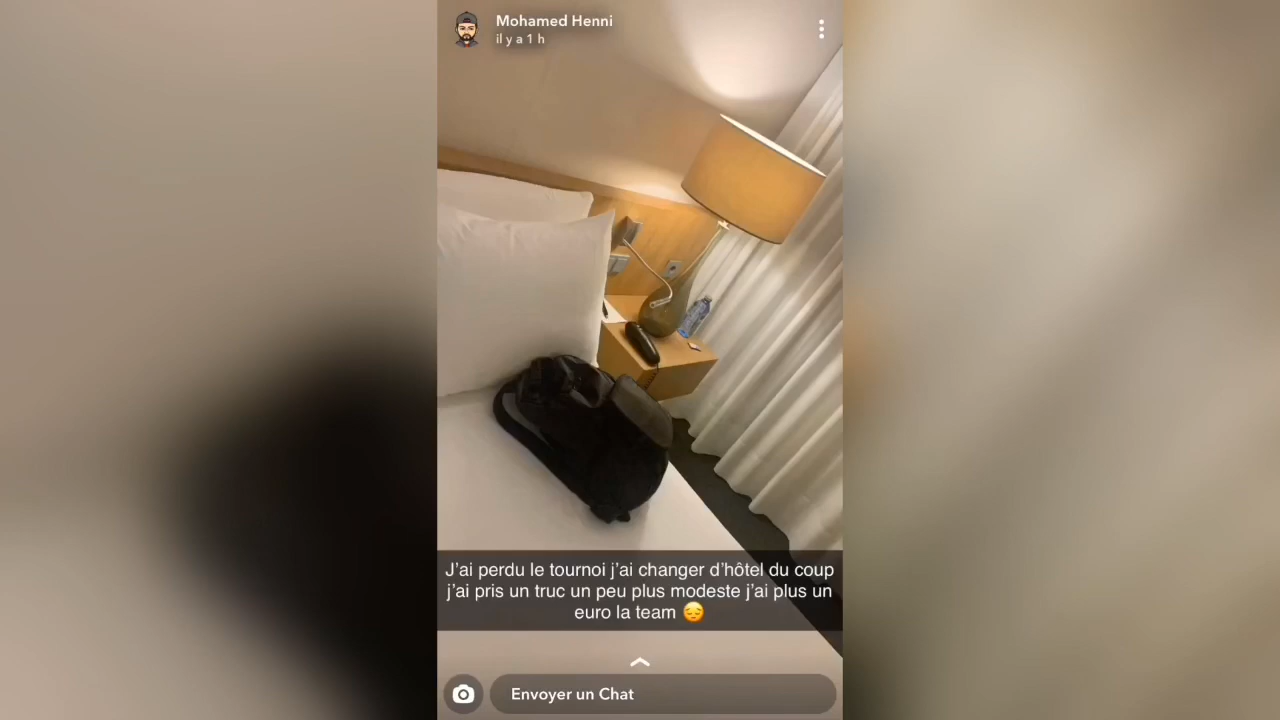 Mohamed Henni
il y a 1 h
J'ai perdu le tournoi j'ai changer d'hôtel du coup
j'ai pris un truc un peu plus modeste j'ai plus un
euro la team 😔
Envoyer un Chat